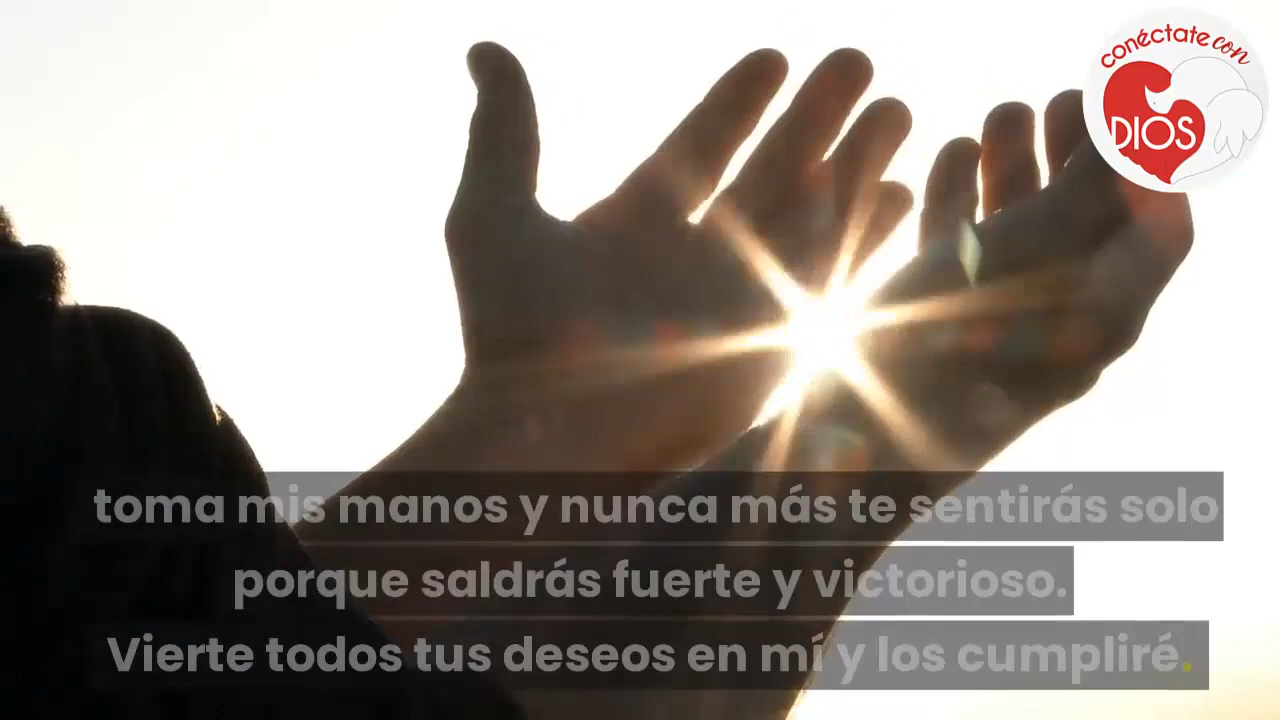 conéctate con
DIOS
toma mis manos y nunca más te sentirás solo
porque saldrás fuerte y victorioso.
Vierte todos tus deseos en mí y los cumpliré.